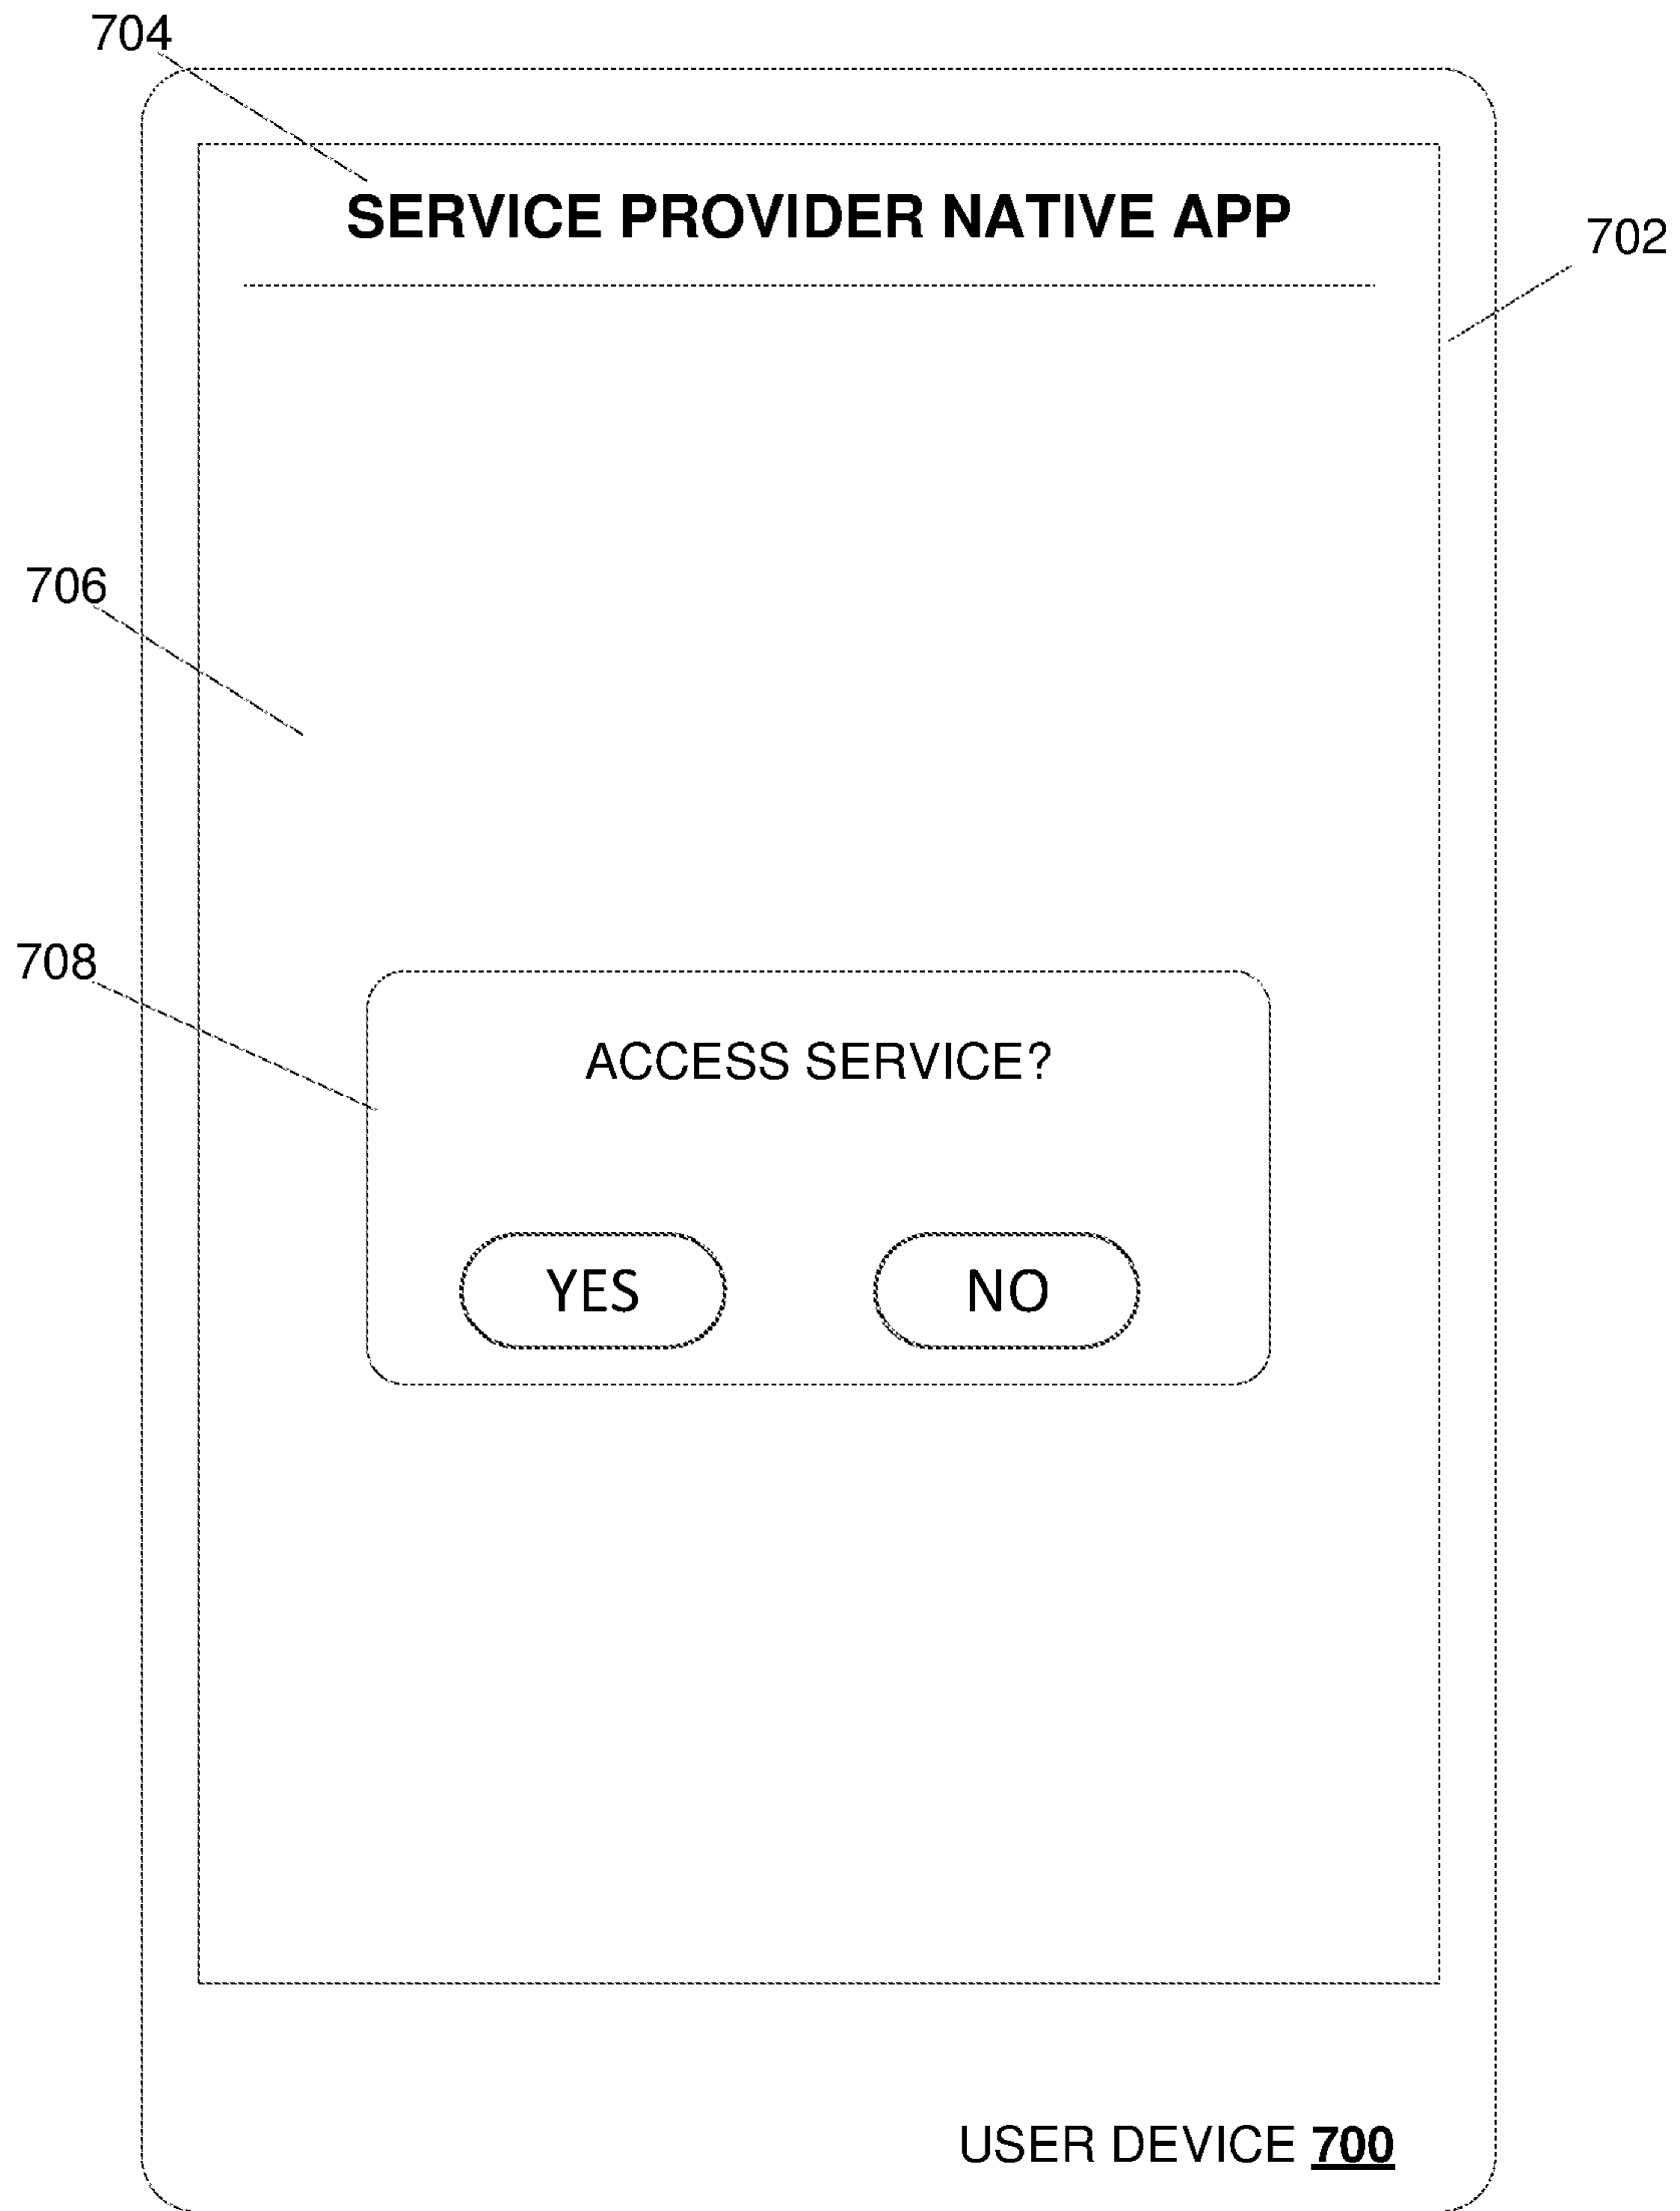 704
SERVICE PROVIDER NATIVE APP
702
706
708
ACCESS SERVICE?
YES NO
USER DEVICE 700